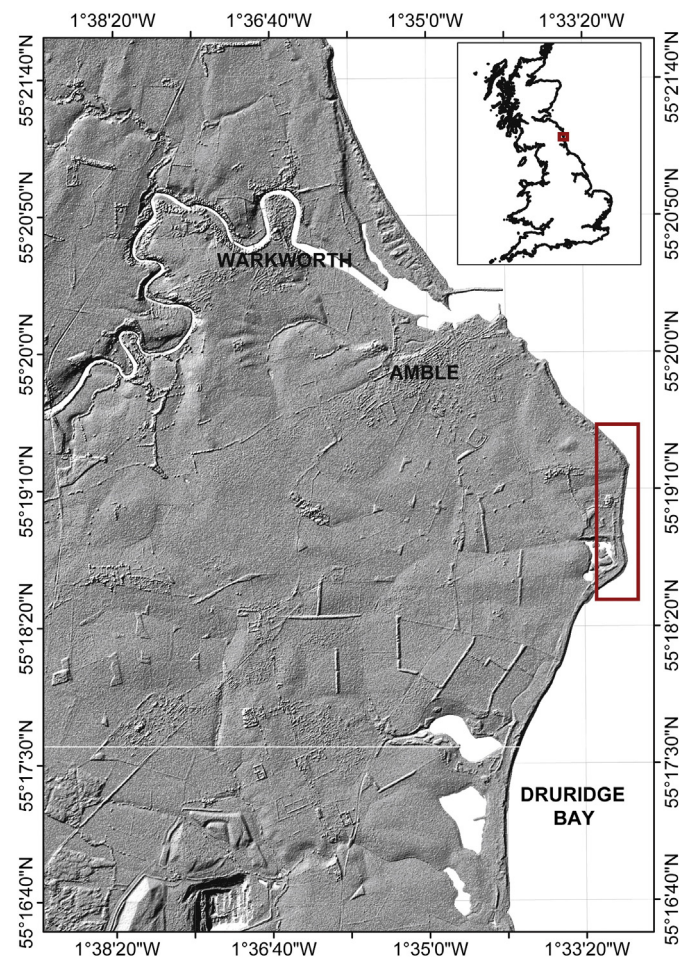 1°38'20"W 1°36'40"W 1°35'0"W 1°33'20"W
55°21'40"N
55°21'40"N
55°20'50"N
55°20'50"N
WARKWORTH
55°20'0"N
55°20'0"N
AMBLE
55°19'10"N
55°19'10"N
55°18'20"N
55°18'20"N
55°17'30"N
55°17'30"N
DRURIDGE
BAY
55°16'40"N
55°16'40"N
1°38'20"W 1°36'40"W 1°35'0"W 1°33'20"W